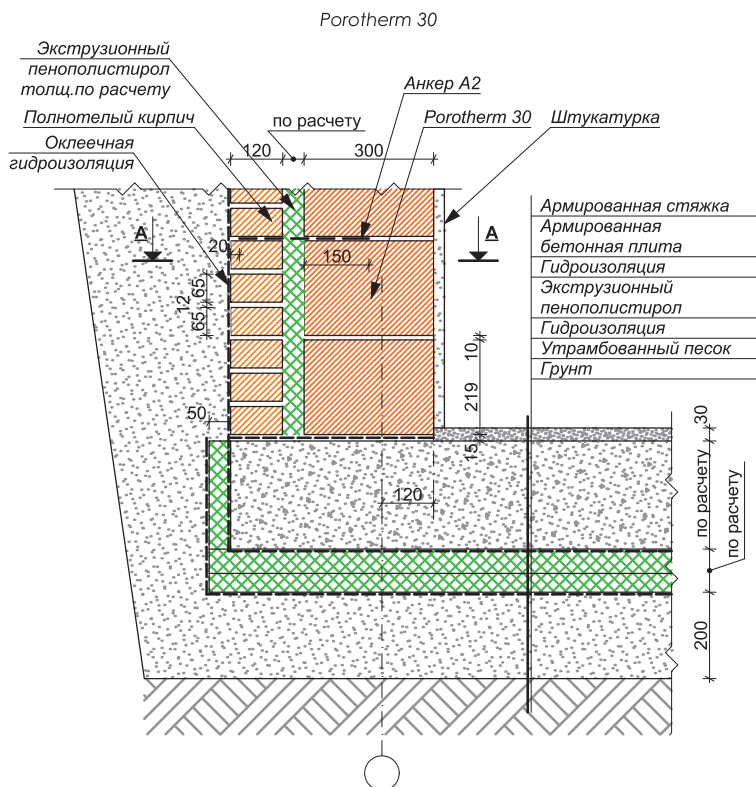 Porotherm 30
Экструзионный
пенополистирол
толщ.по расчету
Полнотелый кирпич
Оклеечная
гидроизоляция
по расчету
Анкер А2
Porotherm 30
Штукатурка
120
300
А
А
20
150
65
12
65
10
219
50
15
120
Армированная стяжка
Армированная
бетонная плита
Гидроизоляция
Экструзионный
пенополистирол
Гидроизоляция
Утрамбованный песок
Грунт
30
по расчету
по расчету
200